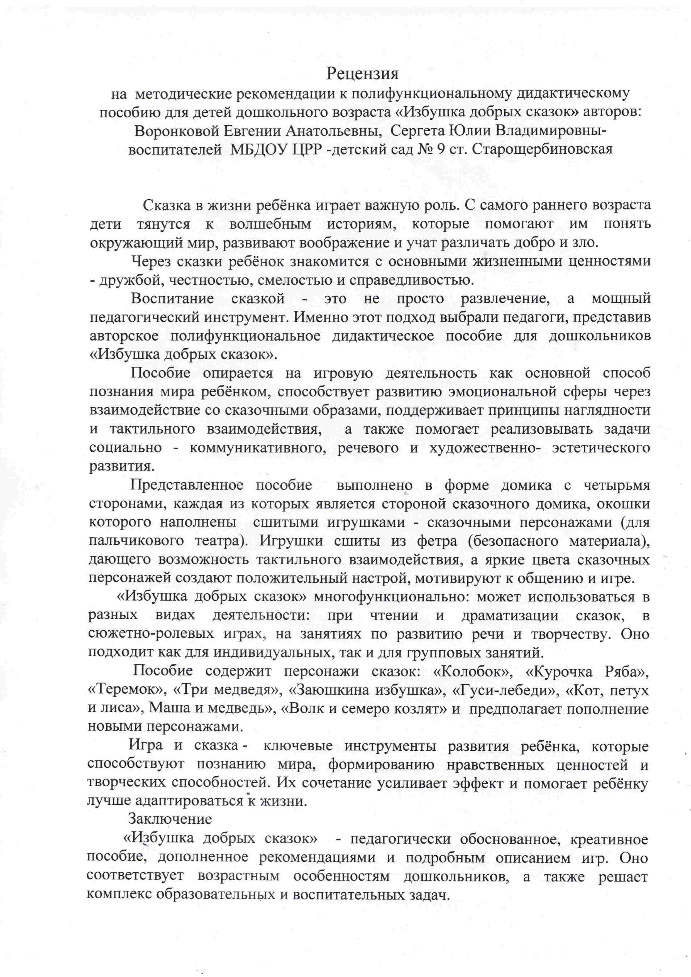 Рецензия
на методические рекомендации к полифункциональному дидактическому
пособию для детей дошкольного возраста «Избушка добрых сказок» авторов:
Воронковой Евгении Анатольевны, Сергета Юлии Владимировны-
воспитателей МБДОУ ЦРР -детский сад № 9 ст. Старощербиновская
Сказка в жизни ребёнка играет важную роль. С самого раннего возраста
дети тянутся к волшебным историям, которые помогают им понять
окружающий мир, развивают воображение и учат различать добро и зло.
Через сказки ребёнок знакомится с основными жизненными ценностями
- дружбой, честностью, смелостью и справедливостью.
Воспитание сказкой - это не просто развлечение, а мощный
педагогический инструмент. Именно этот подход выбрали педагоги, представив
авторское полифункциональное дидактическое пособие для дошкольников
«Избушка добрых сказок».
Пособие опирается на игровую деятельность как основной способ
познания мира ребёнком, способствует развитию эмоциональной сферы через
взаимодействие со сказочными образами, поддерживает принципы наглядности
и тактильного взаимодействия, а также помогает реализовывать задачи
социально - коммуникативного, речевого и художественно- эстетического
развития.
Представленное пособие выполнено в форме домика с четырьмя
сторонами, каждая из которых является стороной сказочного домика, окошки
которого наполнены сшитыми игрушками - сказочными персонажами (для
пальчикового театра). Игрушки сшиты из фетра (безопасного материала),
дающего возможность тактильного взаимодействия, а яркие цвета сказочных
персонажей создают положительный настрой, мотивируют к общению и игре.
«Избушка добрых сказок» многофункционально: может использоваться в
разных видах деятельности: при чтении и драматизации сказок, в
сюжетно-ролевых играх, на занятиях по развитию речи и творчеству. Оно
подходит как для индивидуальных, так и для групповых занятий.
Пособие содержит персонажи сказок: «Колобок», «Курочка Ряба»,
«Теремок», «Три медведя», «Заюшкина избушка», «Гуси-лебеди», «Кот, петух
и лиса», Маша и медведь», «Волк и семеро козлят» и предполагает пополнение
новыми персонажами.
Игра и сказка - ключевые инструменты развития ребёнка, которые
способствуют познанию мира, формированию нравственных ценностей и
творческих способностей. Их сочетание усиливает эффект и помогает ребёнку
лучше адаптироваться к жизни.
Заключение
«Избушка добрых сказок» - педагогически обоснованное, креативное
пособие, дополненное рекомендациями и подробным описанием игр. Оно
соответствует возрастным особенностям дошкольников, а также решает
комплекс образовательных и воспитательных задач.